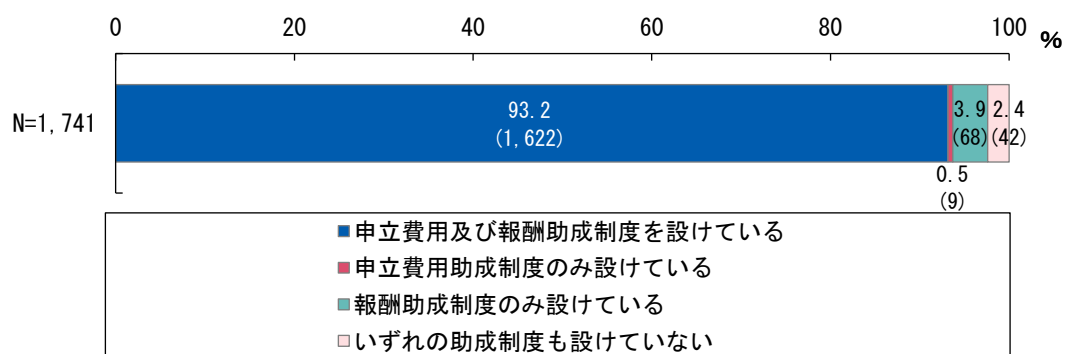 0 20 40 60 80 100
%
N=1,741
93.2 3.9 2.4
(1,622) (68) (42)
0.5
(9)
■申立費用及び報酬助成制度を設けている
■申立費用助成制度のみ設けている
■報酬助成制度のみ設けている
■いずれの助成制度も設けていない